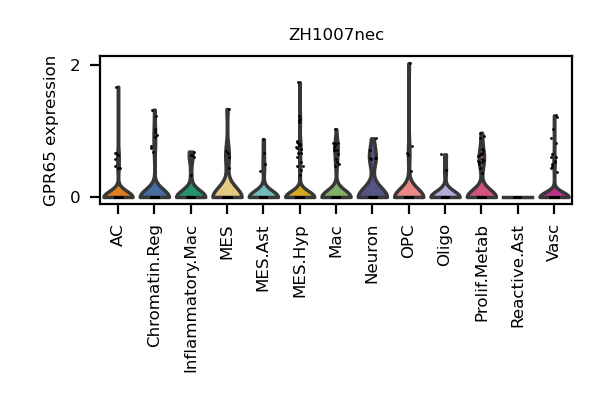 ZH1007nec
GPR65 expression
2
0
AC
Chromatin.Reg
Inflammatory.Mac
MES
MES.Ast
MES.Hyp
Mac
Neuron
OPC
Oligo
Prolif.Metab
Reactive.Ast
Vasc